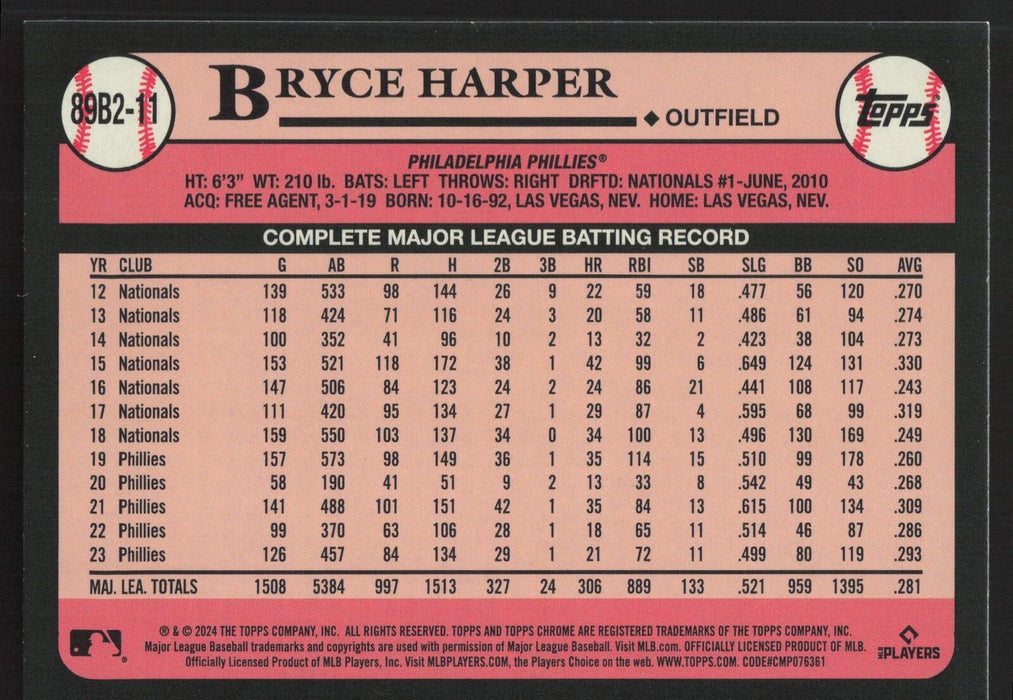 89B2-11
BRYCE HARPER
◆ OUTFIELD
Topps®
PHILADELPHIA PHILLIES®
HT: 6'3" WT: 210 lb. BATS: LEFT THROWS: RIGHT DRFTD: NATIONALS #1-JUNE, 2010
ACQ: FREE AGENT, 3-1-19 BORN: 10-16-92, LAS VEGAS, NEV. HOME: LAS VEGAS, NEV.
COMPLETE MAJOR LEAGUE BATTING RECORD
YR CLUB G AB R H 2B 3B HR RBI SB SLG BB SO AVG
12 Nationals 139 533 98 144 26 9 22 59 18 .477 56 120 .270
13 Nationals 118 424 71 116 24 3 20 58 11 .486 61 94 .274
14 Nationals 100 352 41 96 10 2 13 32 2 .423 38 104 .273
15 Nationals 153 521 118 172 38 1 42 99 6 .649 124 131 .330
16 Nationals 147 506 84 123 24 2 24 86 21 .441 108 117 .243
17 Nationals 111 420 95 134 27 1 29 87 4 .595 68 99 .319
18 Nationals 159 550 103 137 34 0 34 100 13 .496 130 169 .249
19 Phillies 157 573 98 149 36 1 35 114 15 .510 99 178 .260
20 Phillies 58 190 41 51 9 2 13 33 8 .542 49 43 .268
21 Phillies 141 488 101 151 42 1 35 84 13 .615 100 134 .309
22 Phillies 99 370 63 106 28 1 18 65 11 .514 46 87 .286
23 Phillies 126 457 84 134 29 1 21 72 11 .499 80 119 .293
MAJ. LEA. TOTALS 1508 5384 997 1513 327 24 306 889 133 .521 959 1395 .281
® & © 2024 THE TOPPS COMPANY, INC. ALL RIGHTS RESERVED. TOPPS AND TOPPS CHROME ARE REGISTERED TRADEMARKS OF THE TOPPS COMPANY, INC.
Major League Baseball trademarks and copyrights are used with permission of Major League Baseball. Visit MLB.com. OFFICIALLY LICENSED PRODUCT OF MLB.
Officially Licensed Product of MLB Players, Inc. Visit MLBPLAYERS.COM, the Players Choice on the web. WWW.TOPPS.COM. CODE#CMP076361
MLB PLAYERS